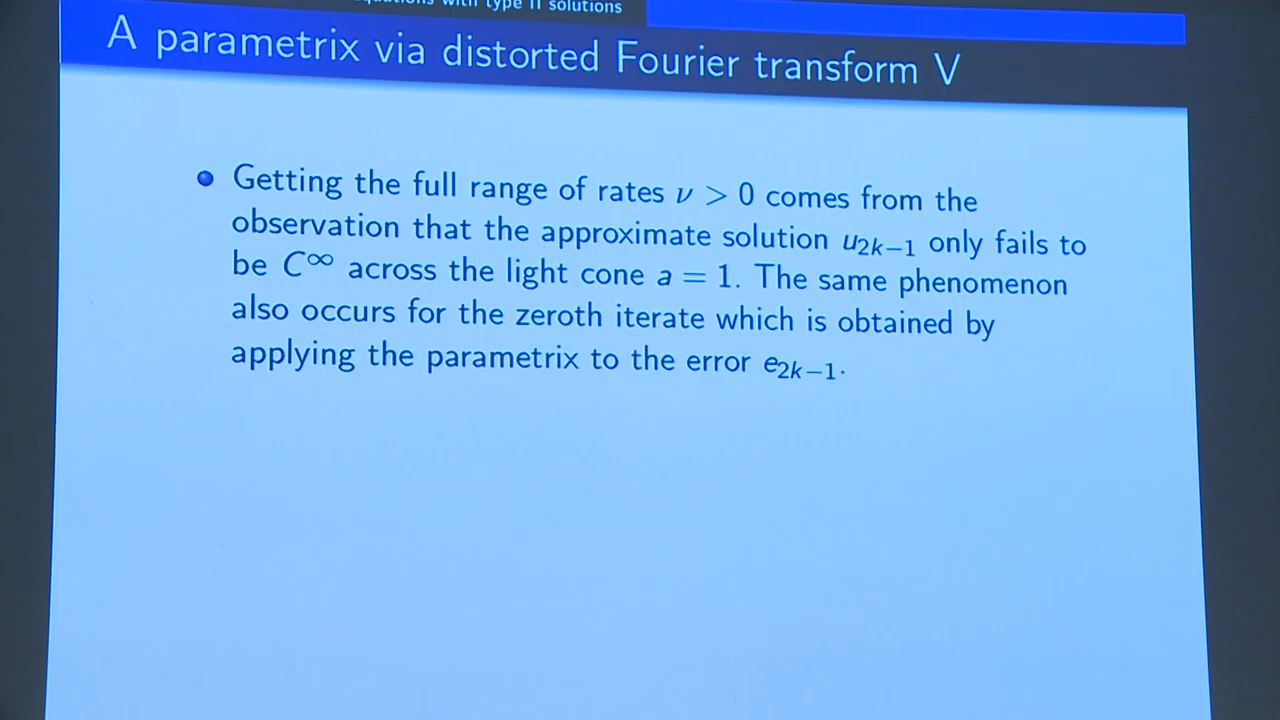 equations with type II solutions
A parametrix via distorted Fourier transform V
Getting the full range of rates ν > 0 comes from the
observation that the approximate solution u₂ₖ₋₁ only fails to
be C^∞ across the light cone a = 1. The same phenomenon
also occurs for the zeroth iterate which is obtained by
applying the parametrix to the error e₂ₖ₋₁.